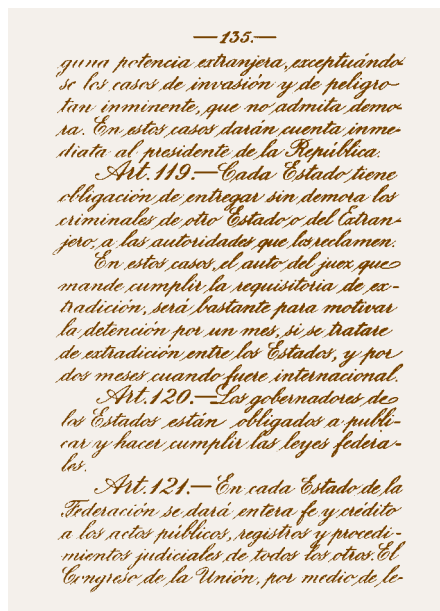 — 135. —
guna potencia extranjera, exceptuándo-
se los casos de invasión y de peligro
tan inminente, que no admita demo-
ra. En estos casos darán cuenta inme-
diata al presidente de la República.
Art. 119.—Cada Estado tiene
obligación de entregar sin demora los
criminales de otro Estado o del Extran-
jero, a las autoridades que los reclamen.
En estos casos, el auto del juez que
mande cumplir la requisitoria de ex-
tradición, será bastante para motivar
la detención por un mes, si se tratare
de extradición entre los Estados, y por
dos meses cuando fuere internacional.
Art. 120.—Los gobernadores de
los Estados están obligados a publi-
car y hacer cumplir las leyes federa-
les.
Art. 121.—En cada Estado de la
Federación se dará entera fe y crédito
a los actos públicos, registros y procedi-
mientos judiciales de todos los otros. El
Congreso de la Unión, por medio de le-